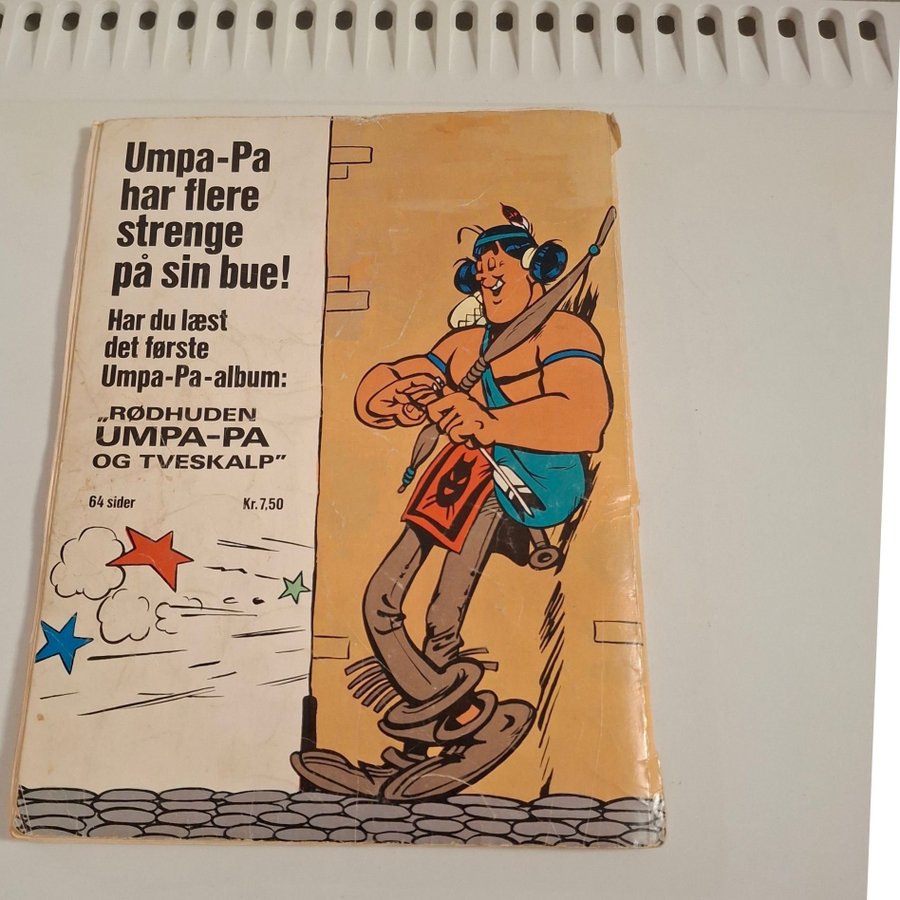 Umpa-Pa
har flere
strenge
på sin bue!
Har du læst
det første
Umpa-Pa-album:
„RØDHUDEN
UMPA-PA
OG TVESKALP”
64 sider Kr. 7,50